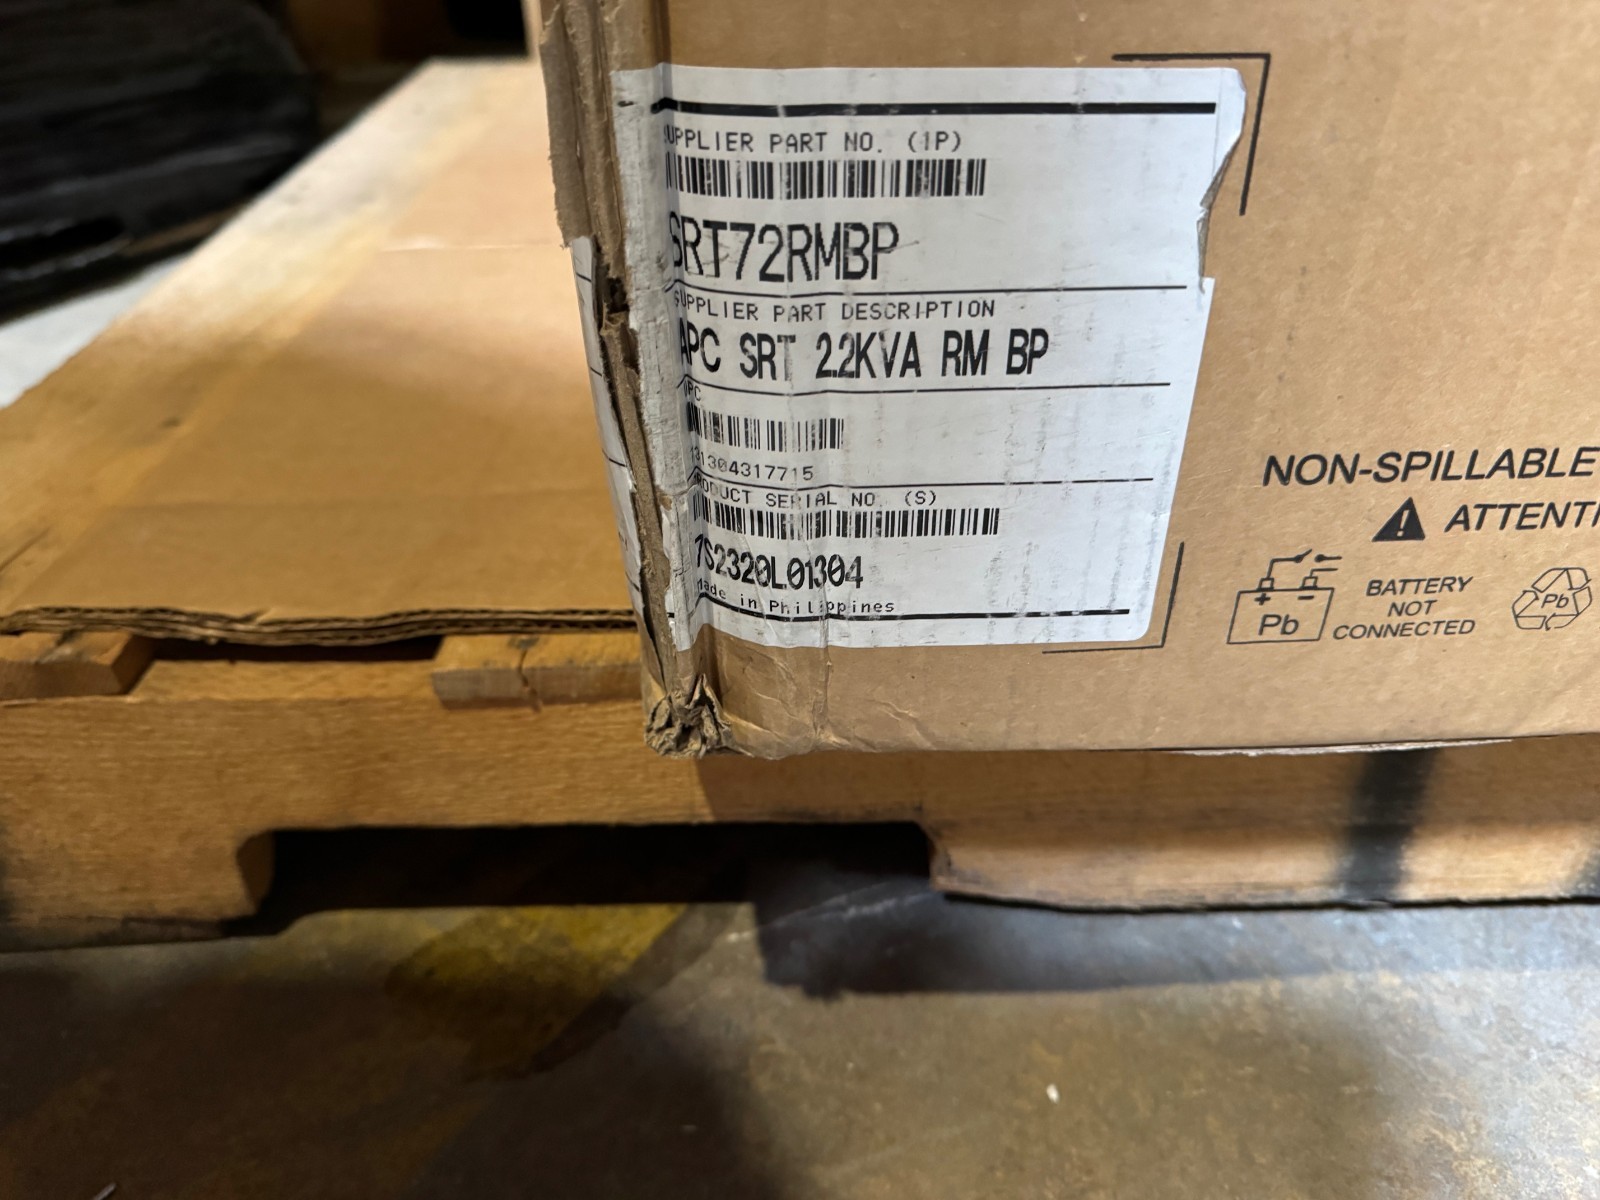 SUPPLIER PART NO. (1P)
SRT72RMBP
SUPPLIER PART DESCRIPTION
APC SRT 2.2KVA RM BP
UPC
731304317715
PRODUCT SERIAL NO. (S)
7S2320L01304
Made in Philippines
NON-SPILLABLE
ATTENTI
BATTERY
NOT
CONNECTED
+ -
Pb
Pb